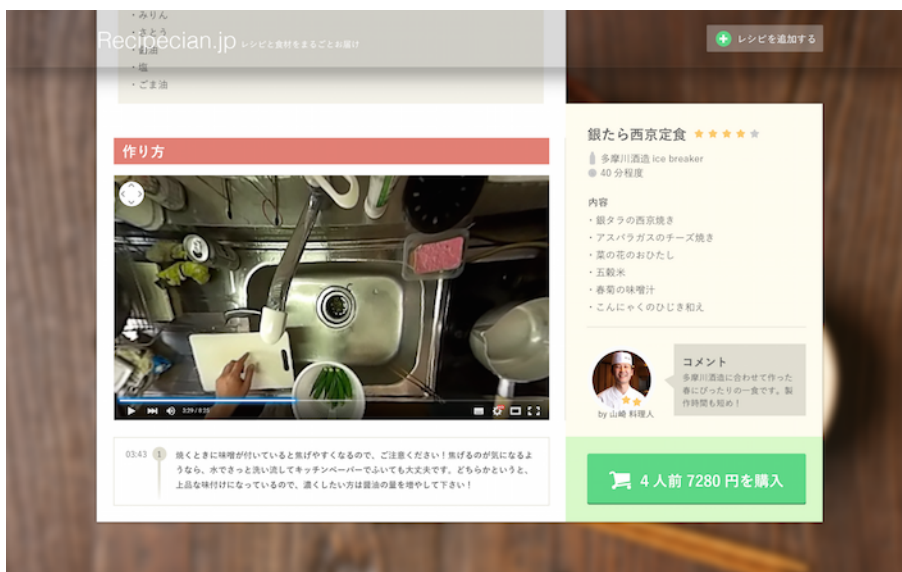 ・みりん
・さとう
Recipecian.jp レシピと食材をまるごとお届け
レシピを追加する
・醤油
・塩
・ごま油
作り方
3:29 / 8:35
03:43 1 焼くときに味噌が付いていると焦げやすくなるので、ご注意ください！焦げるのが気になるよ
うなら、水でさっと洗い流してキッチンペーパーでふいても大丈夫です。どちらかというと、
上品な味付けになっているので、濃くしたい方は醤油の量を増やして下さい！
銀たら西京定食
多摩川酒造 ice breaker
40 分程度
内容
・銀タラの西京焼き
・アスパラガスのチーズ焼き
・菜の花のおひたし
・五穀米
・春菊の味噌汁
・こんにゃくのひじき和え
コメント
多摩川酒造に合わせて作った
春にぴったりの一食です。製
作時間も短め！
by 山崎 料理人
4 人前 7280 円を購入